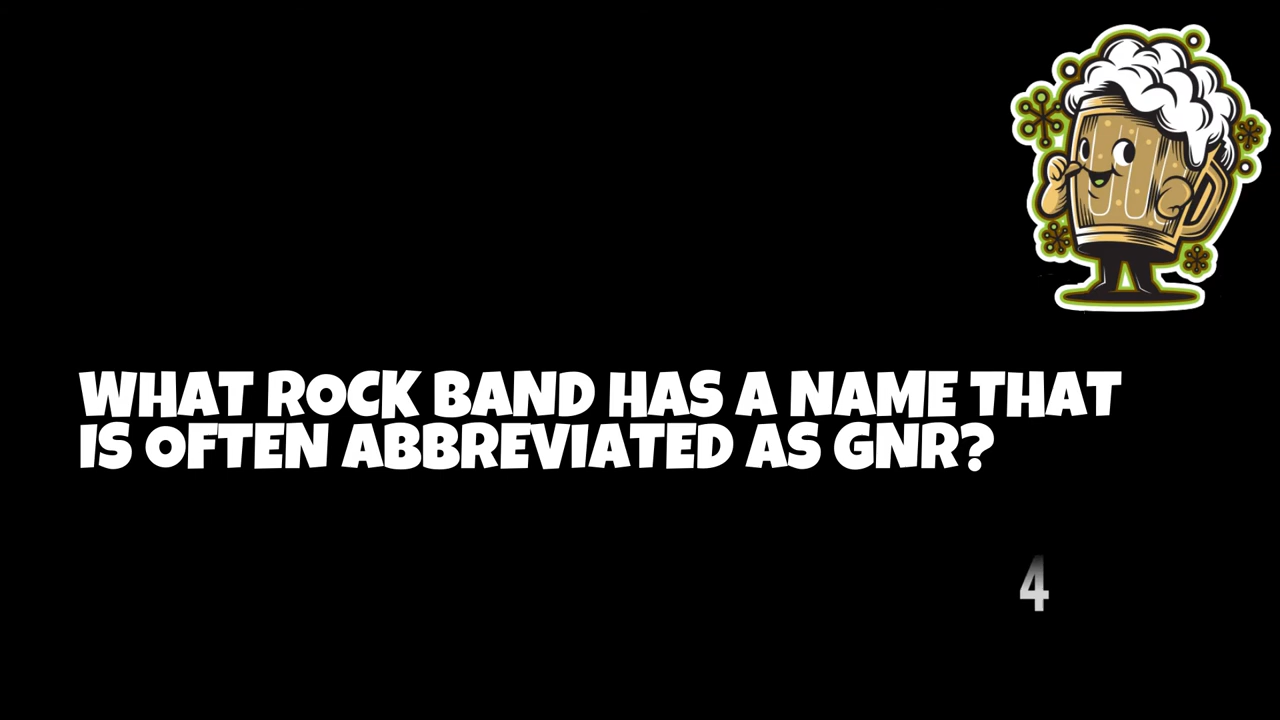 WHAT ROCK BAND HAS A NAME THAT
IS OFTEN ABBREVIATED AS GNR?
4